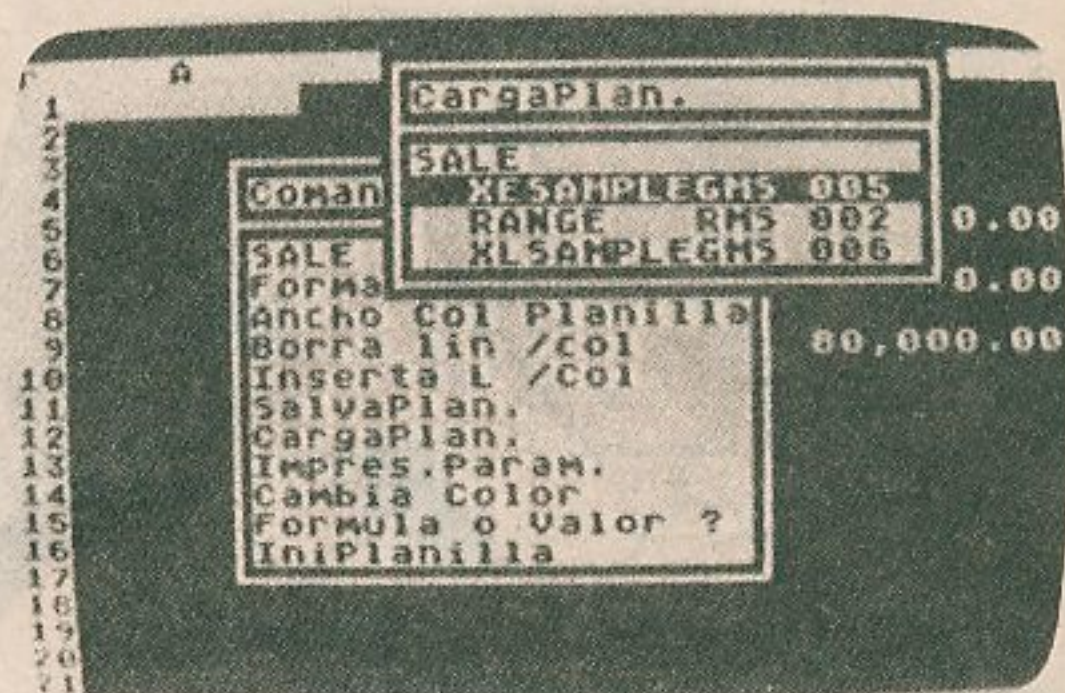 A
1
2
3
4
5
6
7
8
9
10
11
12
13
14
15
16
17
18
19
20
21
CargaPlan.
SALE
XESAMPLEGMS 005
RANGE RMS 002
XLSAMPLEGMS 006
Coman
SALE
Forma
Ancho Col Planilla
Borra lin /col
Inserta L /Col
SalvaPlan.
CargaPlan.
Impres.Param.
Cambia Color
Formula o Valor ?
IniPlanilla
0.00
0.00
80,000.00